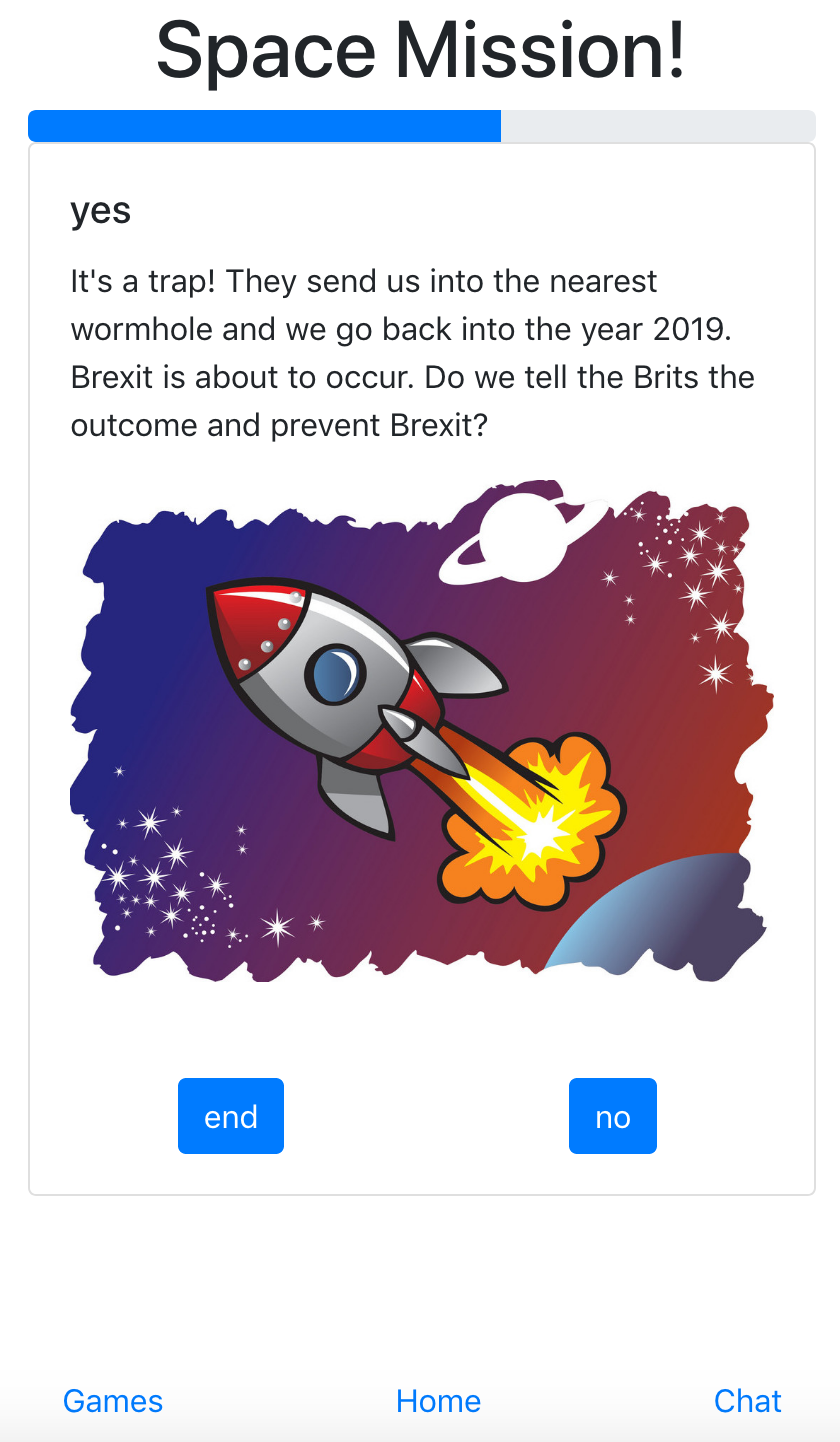 Space Mission!
yes
It's a trap! They send us into the nearest
wormhole and we go back into the year 2019.
Brexit is about to occur. Do we tell the Brits the
outcome and prevent Brexit?
end
no
Games
Home
Chat